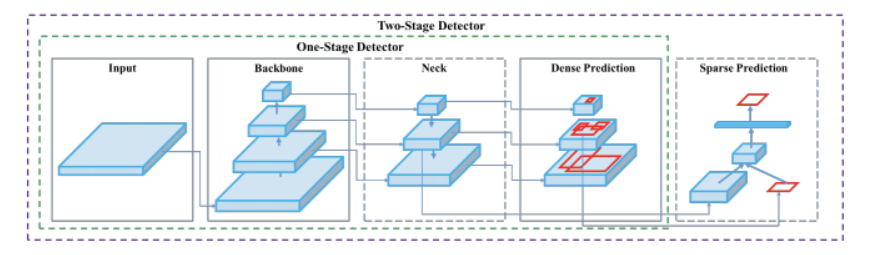 Two-Stage Detector
One-Stage Detector
Input
Backbone
Neck
Dense Prediction
Sparse Prediction